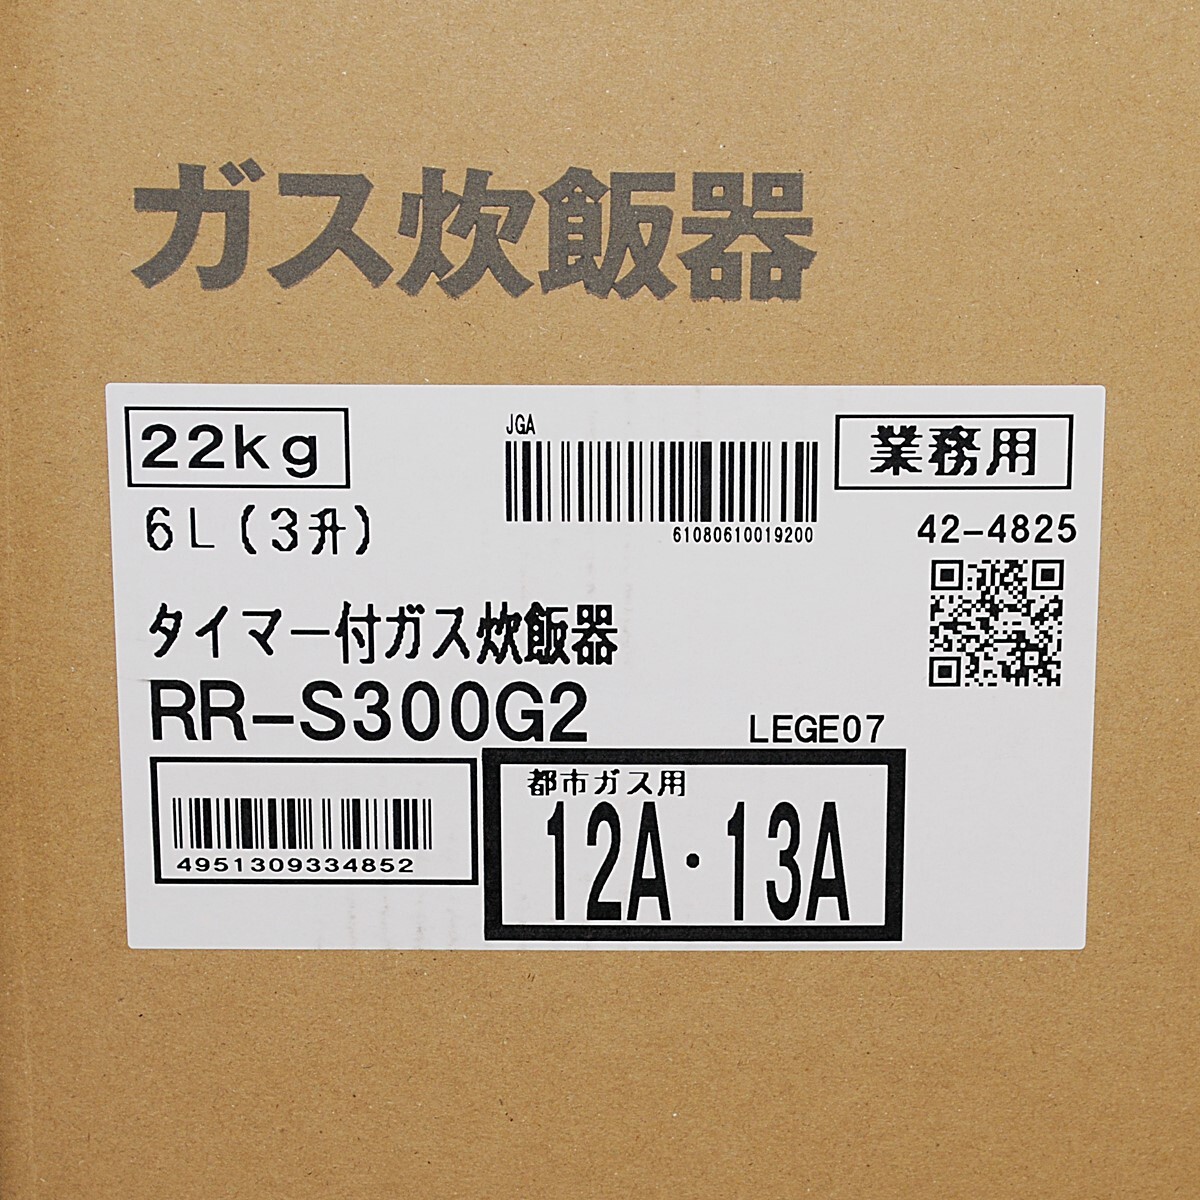 ガス炊飯器
22kg
JGA
61080610019200
業務用
6L(3升)
42-4825
タイマー付ガス炊飯器
RR-S300G2
LEGE07
4951309334852
都市ガス用
12A・13A